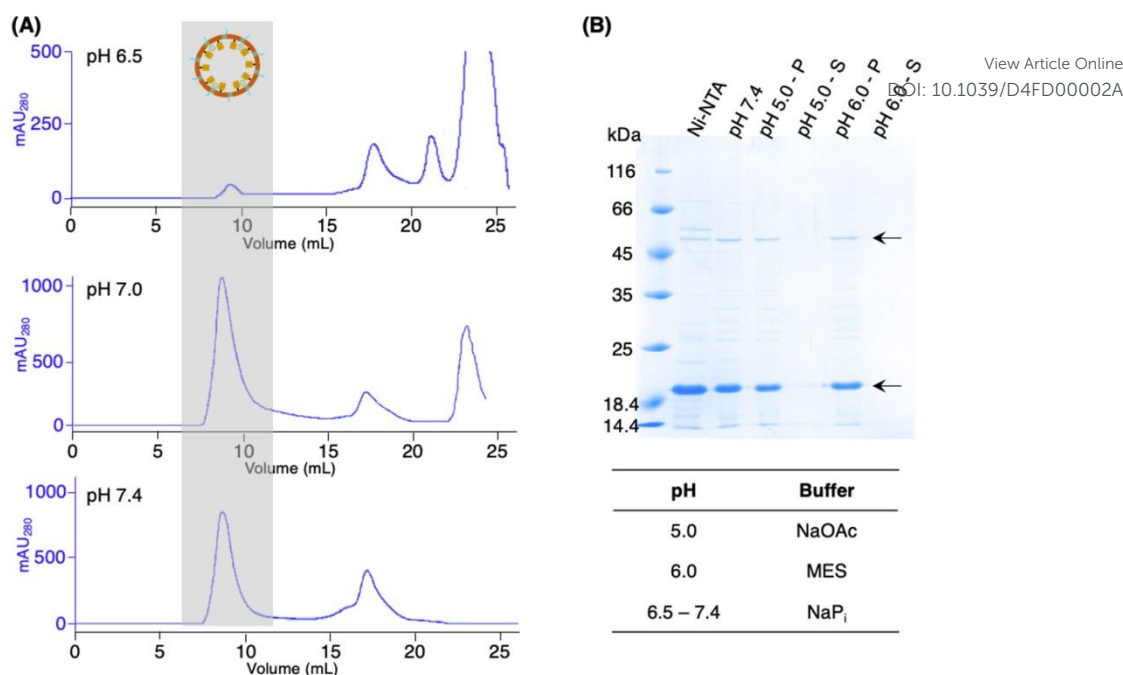 (A)
pH 6.5
500
250
0
mAU280
0 5 10 15 20 25
Volume (mL)
pH 7.0
1000
500
0
mAU280
0 5 10 15 20 25
Volume (mL)
pH 7.4
1000
500
0
mAU280
0 5 10 15 20 25
Volume (mL)
(B)
View Article Online
DOI: 10.1039/D4FD00002A
kDa
Ni-NTA
pH 7.4
pH 5.0 - P
pH 5.0 - S
pH 6.0 - P
pH 6.0 - S
116
66
45
35
25
18.4
14.4
pH Buffer
5.0 NaOAc
6.0 MES
6.5 – 7.4 NaPi